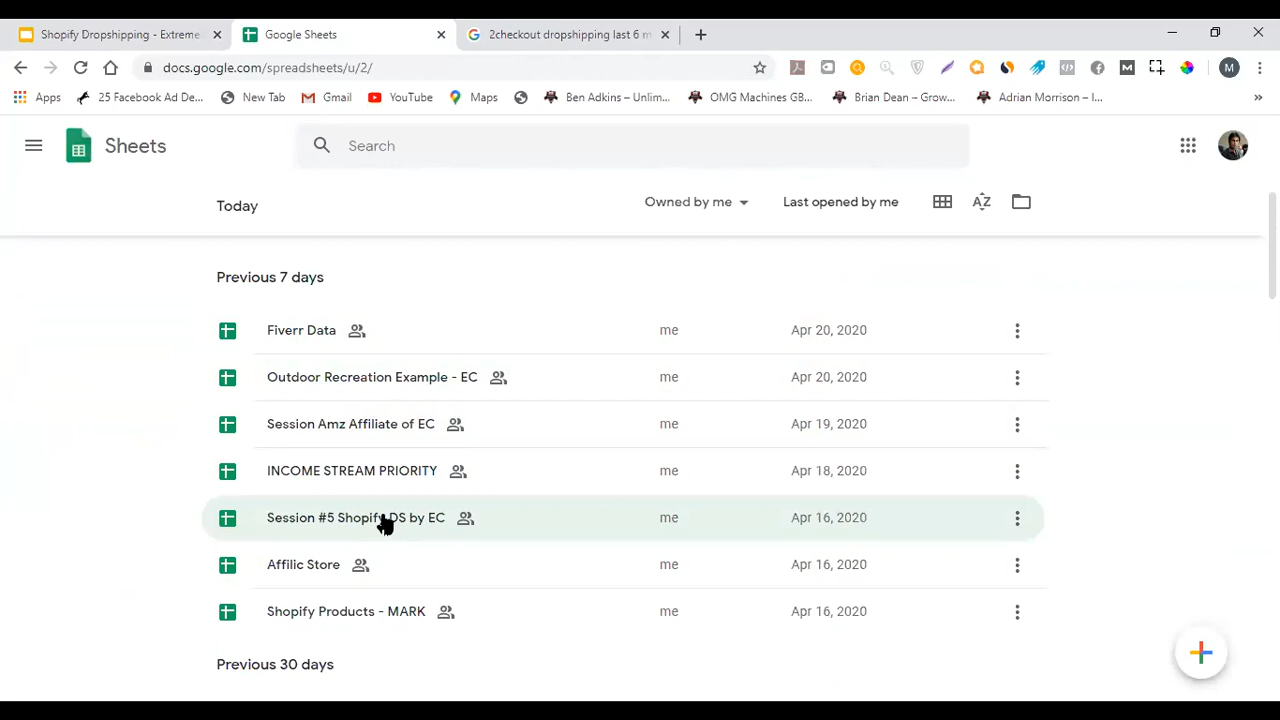 Shopify Dropshipping - Extreme
Google Sheets
2checkout dropshipping last 6 m
docs.google.com/spreadsheets/u/2/
M
M
Apps
25 Facebook Ad De...
New Tab
Gmail
YouTube
Maps
Ben Adkins – Unlim...
OMG Machines GB...
Brian Dean – Grow...
Adrian Morrison – I...
»
Sheets
Search
Today
Owned by me
Last opened by me
AZ
Previous 7 days
Fiverr Data me Apr 20, 2020
Outdoor Recreation Example - EC me Apr 20, 2020
Session Amz Affiliate of EC me Apr 19, 2020
INCOME STREAM PRIORITY me Apr 18, 2020
Session #5 Shopify DS by EC me Apr 16, 2020
Affilic Store me Apr 16, 2020
Shopify Products - MARK me Apr 16, 2020
Previous 30 days